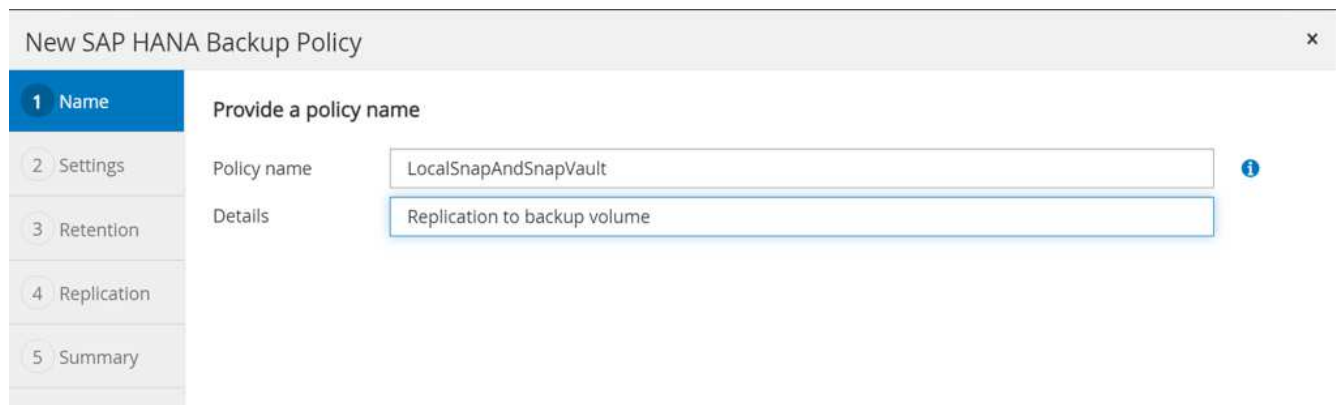 New SAP HANA Backup Policy ×
1 Name
Provide a policy name
2 Settings
Policy name LocalSnapAndSnapVault i
Details Replication to backup volume
3 Retention
4 Replication
5 Summary